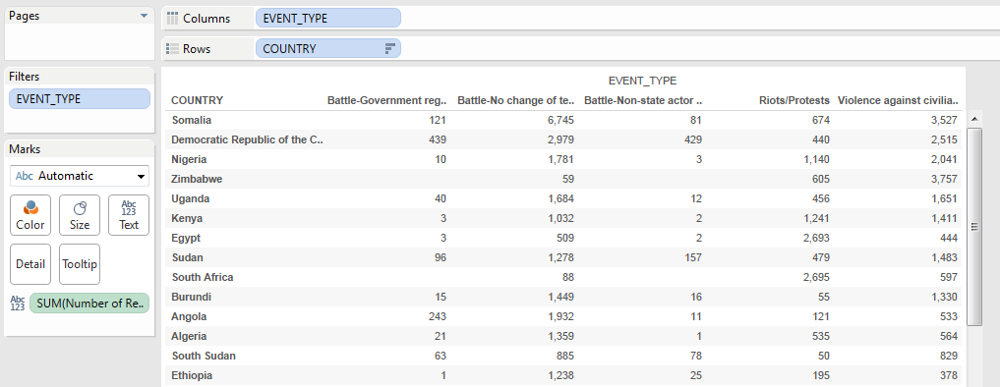 Pages
Columns EVENT_TYPE
Rows COUNTRY
Filters
EVENT_TYPE
Marks
Abc Automatic
Color Size Abc 123 Text
Detail Tooltip
Abc 123 SUM(Number of Re..
EVENT_TYPE
COUNTRY Battle-Government reg.. Battle-No change of te.. Battle-Non-state actor .. Riots/Protests Violence against civilia..
Somalia 121 6,745 81 674 3,527
Democratic Republic of the C.. 439 2,979 429 440 2,515
Nigeria 10 1,781 3 1,140 2,041
Zimbabwe 59 605 3,757
Uganda 40 1,684 12 456 1,651
Kenya 3 1,032 2 1,241 1,411
Egypt 3 509 2 2,693 444
Sudan 96 1,278 157 479 1,483
South Africa 88 2,695 597
Burundi 15 1,449 16 55 1,330
Angola 243 1,932 11 121 533
Algeria 21 1,359 1 535 564
South Sudan 63 885 78 50 829
Ethiopia 1 1,238 25 195 378